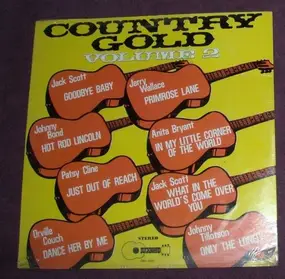 COUNTRY
GOLD
VOLUME 2
Jack Scott
GOODBYE BABY
Jerry
Wallace
PRIMROSE LANE
Johnny
Bond
HOT ROD LINCOLN
Anita Bryant
IN MY LITTLE CORNER
OF THE WORLD
Patsy Cline
JUST OUT OF REACH
Jack Scott
WHAT IN THE
WORLD'S COME OVER
YOU
Orville
Couch
DANCE HER BY ME
Johnny
Tillotson
ONLY THE
STEREO